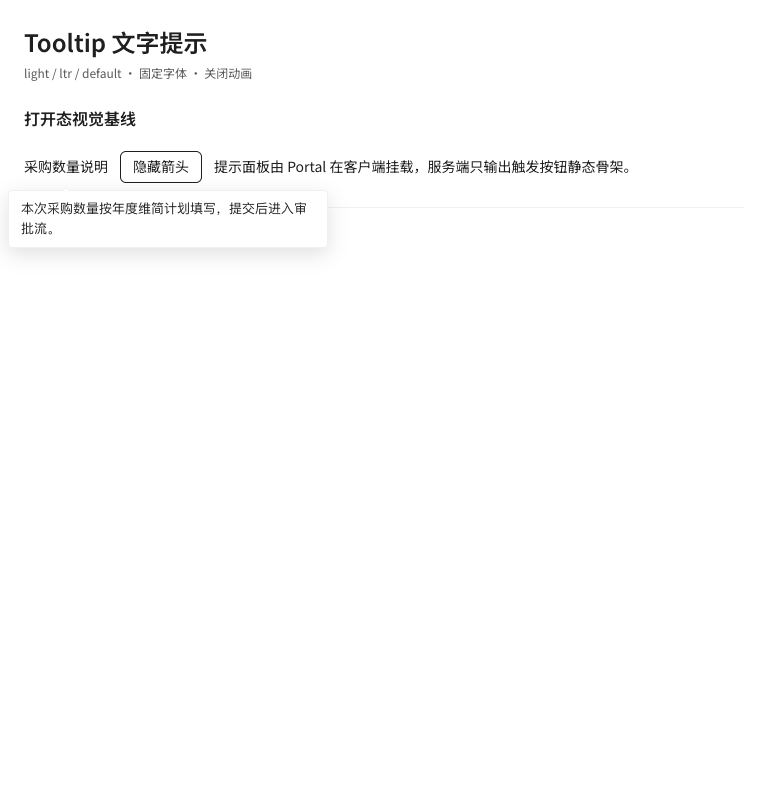 Tooltip 文字提示
light / ltr / default ・ 固定字体 ・ 关闭动画
打开态视觉基线
采购数量说明 隐藏箭头 提示面板由 Portal 在客户端挂载，服务端只输出触发按钮静态骨架。
本次采购数量按年度维简计划填写，提交后进入审
批流。